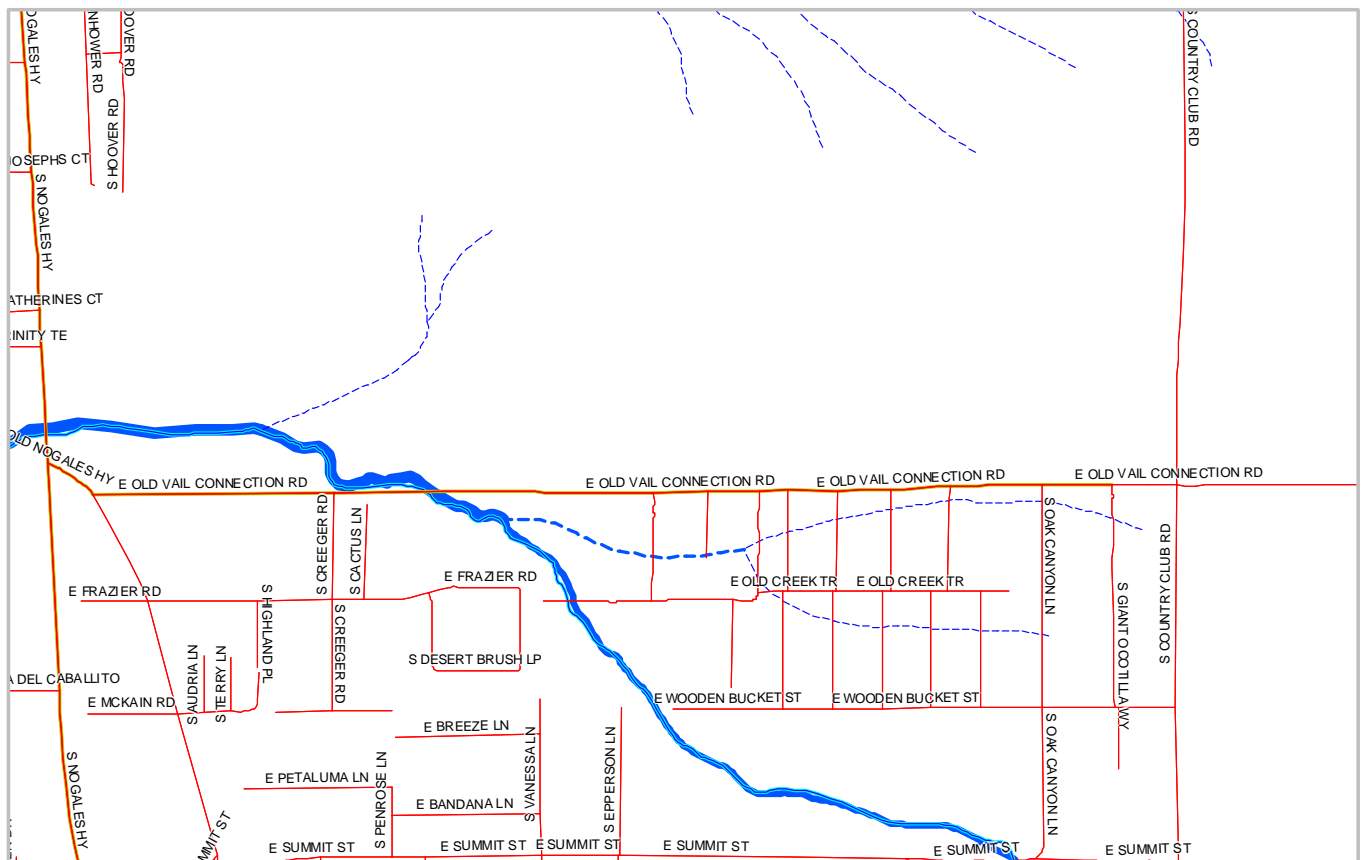 OGALES HY
NHOWER RD
OOVER RD
S COUNTRY CLUB RD
S HOOVER RD
OSEPHS CT
S NOGALES HY
ATHERINES CT
RINITY TE
OLD NOGALES HY
E OLD VAIL CONNECTION RD
E OLD VAIL CONNECTION RD
E OLD VAIL CONNECTION RD
E OLD VAIL CONNECTION RD
S CREEGER RD
S CACTUS LN
S OAK CANYON LN
S COUNTRY CLUB RD
E FRAZIER RD
E FRAZIER RD
E OLD CREEK TR
E OLD CREEK TR
S HIGHLAND PL
S CREEGER RD
S GIANT OCOTILLA WY
S DESERT BRUSH LP
A DEL CABALLITO
S AUDRIA LN
S TERRY LN
E MCKAIN RD
E WOODEN BUCKET ST
E WOODEN BUCKET ST
E BREEZE LN
S VANESSA LN
S EPPERSON LN
S OAK CANYON LN
S NOGALES HY
E PETALUMA LN
S PENROSE LN
E BANDANA LN
MMIT ST
E SUMMIT ST
E SUMMIT ST
E SUMMIT ST
E SUMMIT ST
E SUMMIT ST
E SUMMIT ST